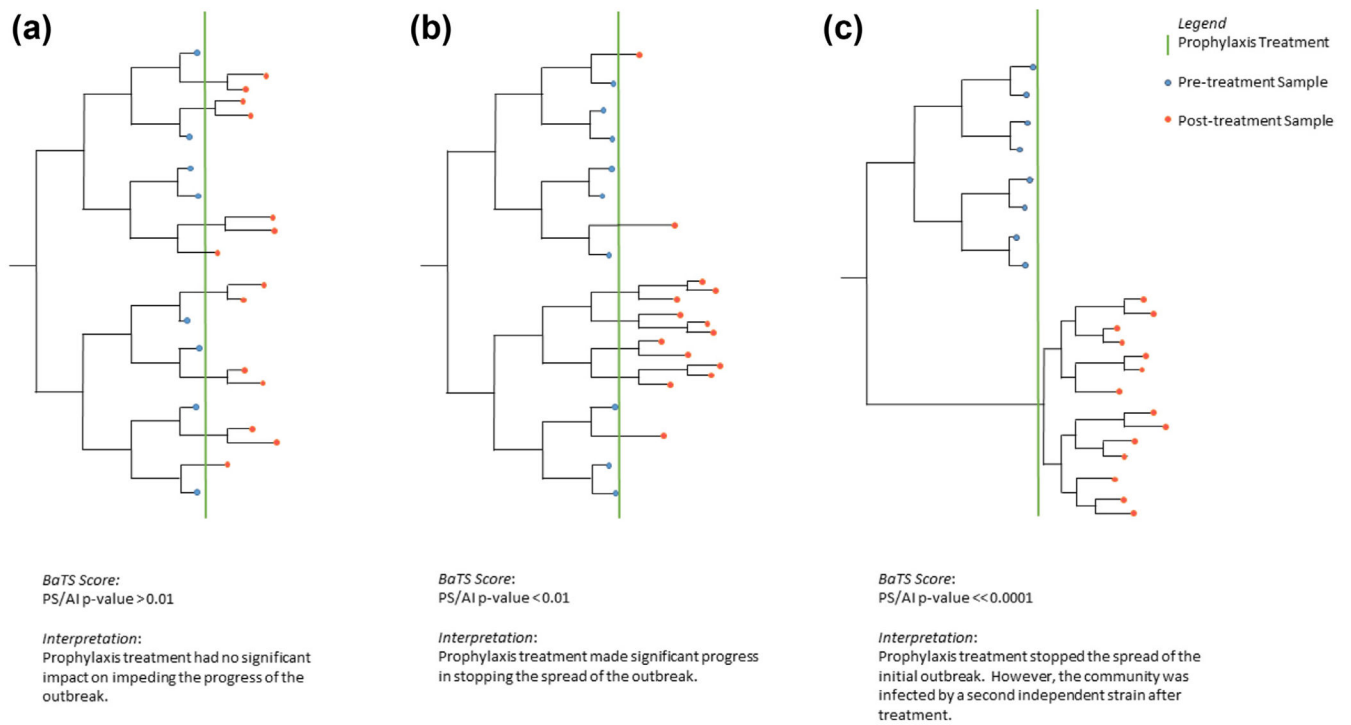 (a)
(b)
(c)
Legend
Prophylaxis Treatment
Pre-treatment Sample
Post-treatment Sample
BaTS Score:
PS/AI p-value >0.01
Interpretation:
Prophylaxis treatment had no significant
impact on impeding the progress of the
outbreak.
BaTS Score:
PS/AI p-value <0.01
Interpretation:
Prophylaxis treatment made significant progress
in stopping the spread of the outbreak.
BaTS Score:
PS/AI p-value <<0.0001
Interpretation:
Prophylaxis treatment stopped the spread of the
initial outbreak. However, the community was
infected by a second independent strain after
treatment.